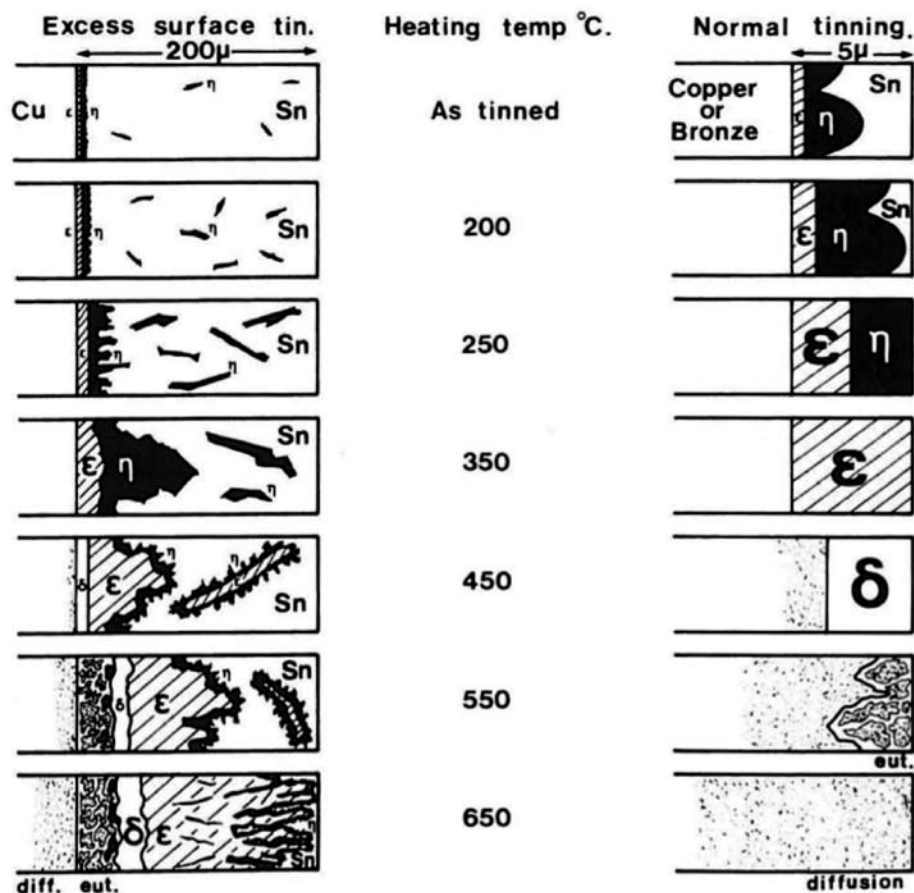 Excess surface tin. Heating temp °C. Normal tinning.
200µ 5µ
Cu ε η η Sn As tinned Copper or Bronze ε η Sn
ε η η Sn 200 ε η Sn
ε η η Sn 250 ε η
ε η η Sn 350 ε
δ ε η η Sn 450 δ
δ ε η Sn 550 eut.
δ ε η Sn 650
diff. eut. diffusion